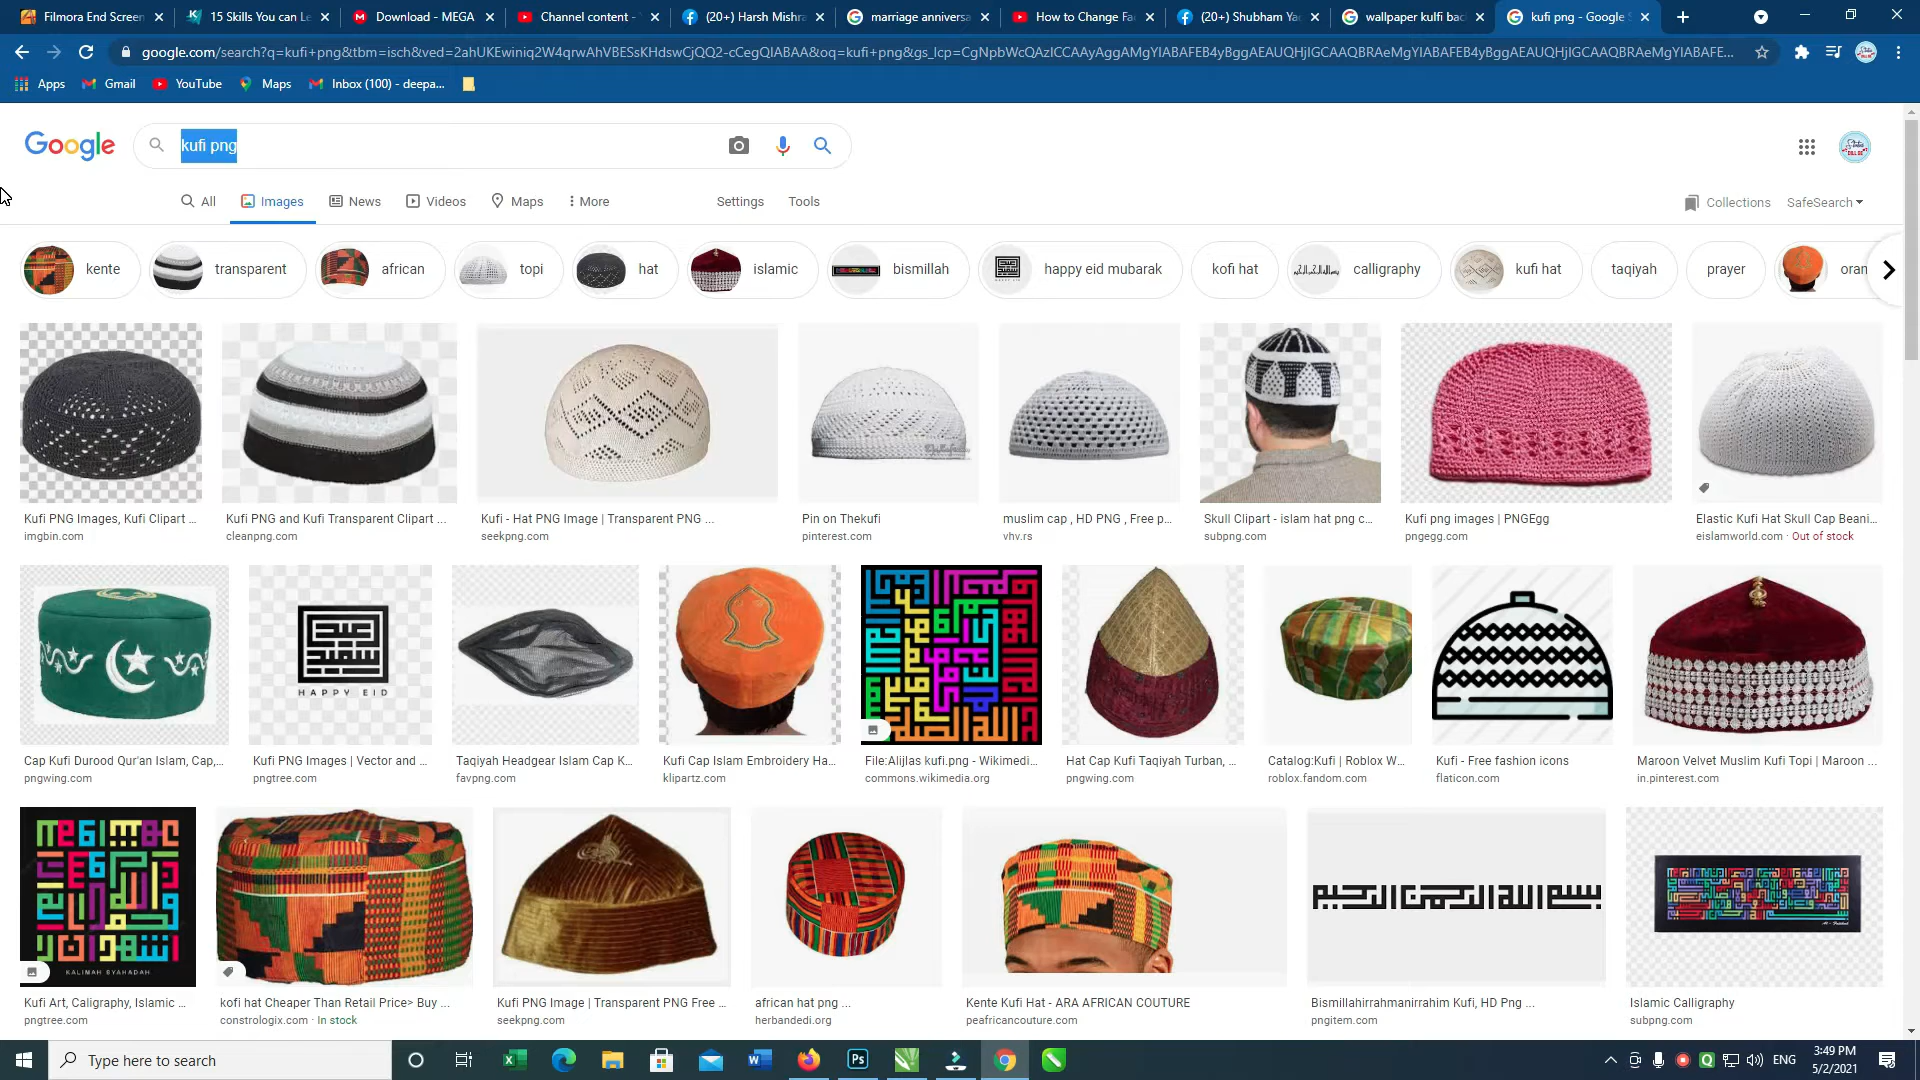 Filmora End Screen
15 Skills You can Le
Download - MEGA
Channel content -
(20+) Harsh Mishra
marriage anniversa
How to Change Fac
(20+) Shubham Yad
wallpaper kulfi bac
kufi png - Google S
google.com/search?q=kufi+png&tbm=isch&ved=2ahUKEwiniq2W4qrwAhVBESsKHdswCjQQ2-cCegQIABAA&oq=kufi+png&gs_lcp=CgNpbWcQAzICCAAyAggAMgYIABAFEB4yBggAEAUQHjIGCAAQBRAeMgYIABAFEB4yBggAEAUQHjIGCAAQBRAeMgYIABAFE...
Apps
Gmail
YouTube
Maps
Inbox (100) - deepa...
Google
kufi png
All
Images
News
Videos
Maps
More
Settings
Tools
Collections
SafeSearch
kente
transparent
african
topi
hat
islamic
bismillah
happy eid mubarak
kofi hat
calligraphy
kufi hat
taqiyah
prayer
oran
Kufi PNG Images, Kufi Clipart ...
imgbin.com
Kufi PNG and Kufi Transparent Clipart ...
cleanpng.com
Kufi - Hat PNG Image | Transparent PNG ...
seekpng.com
Pin on Thekufi
pinterest.com
muslim cap , HD PNG , Free p...
vhv.rs
Skull Clipart - islam hat png c...
subpng.com
Kufi png images | PNGEgg
pngegg.com
Elastic Kufi Hat Skull Cap Beani...
eislamworld.com · Out of stock
HAPPY EID
Cap Kufi Durood Qur'an Islam, Cap,...
pngwing.com
Kufi PNG Images | Vector and ...
pngtree.com
Taqiyah Headgear Islam Cap K...
favpng.com
Kufi Cap Islam Embroidery Ha...
klipartz.com
File:Alijlas kufi.png - Wikimedi...
commons.wikimedia.org
Hat Cap Kufi Taqiyah Turban, ...
pngwing.com
Catalog:Kufi | Roblox W...
roblox.fandom.com
Kufi - Free fashion icons
flaticon.com
Maroon Velvet Muslim Kufi Topi | Maroon ...
in.pinterest.com
KALIMAH SYAHADAH
Kufi Art, Caligraphy, Islamic ...
pngtree.com
kofi hat Cheaper Than Retail Price> Buy ...
constrologix.com · In stock
Kufi PNG Image | Transparent PNG Free ...
seekpng.com
african hat png ...
herbandedi.org
Kente Kufi Hat - ARA AFRICAN COUTURE
peafricancouture.com
بسم الله الرحمن الرحيم
Bismillahirrahmanirrahim Kufi, HD Png ...
pngitem.com
Islamic Calligraphy
subpng.com
Type here to search
ENG
3:49 PM
5/2/2021